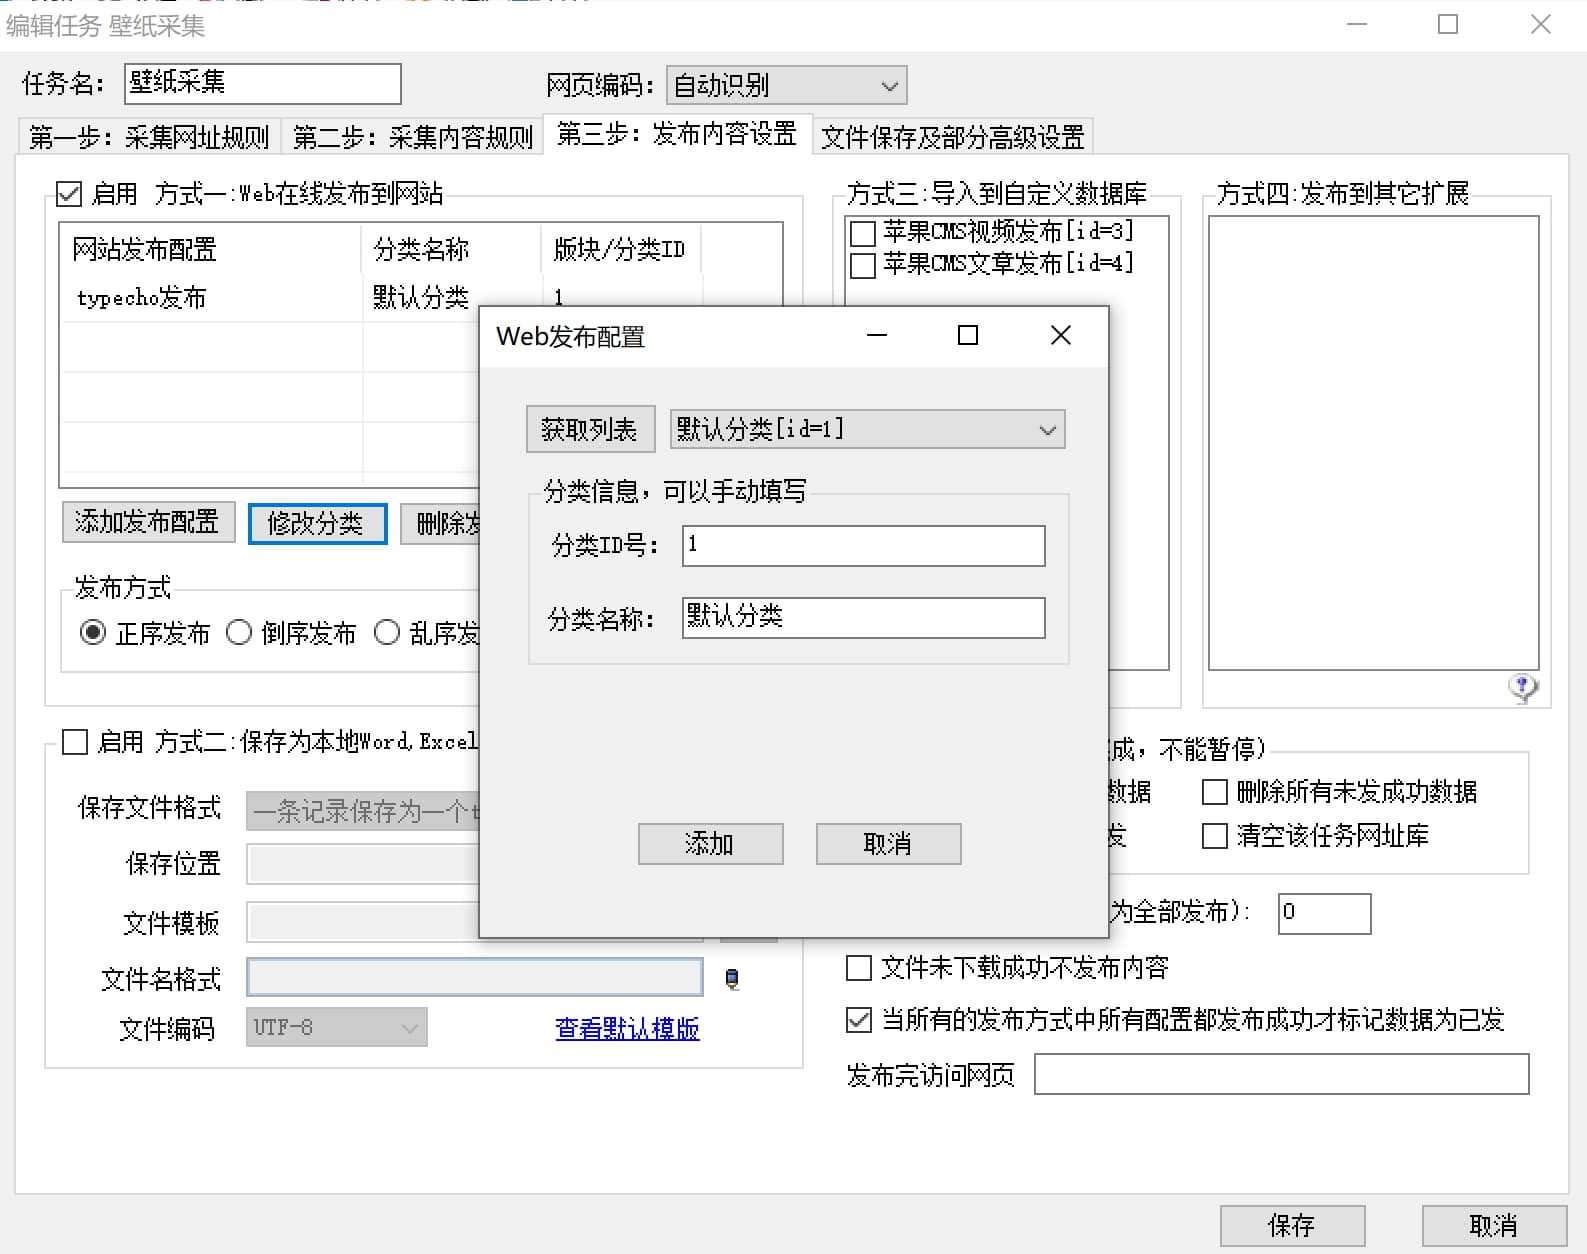 编辑任务 壁纸采集
任务名: 壁纸采集 网页编码: 自动识别
第一步: 采集网址规则 第二步: 采集内容规则 第三步: 发布内容设置 文件保存及部分高级设置
启用 方式一:Web在线发布到网站
网站发布配置 分类名称 版块/分类ID
typecho发布 默认分类 1
添加发布配置 修改分类 删除发
发布方式
正序发布 倒序发布 乱序发
方式三:导入到自定义数据库
苹果CMS视频发布[id=3]
苹果CMS文章发布[id=4]
方式四:发布到其它扩展
Web发布配置
获取列表 默认分类[id=1]
分类信息,可以手动填写
分类ID号: 1
分类名称: 默认分类
添加 取消
启用 方式二:保存为本地Word,Excel
保存文件格式 一条记录保存为一个t
保存位置
文件模板
文件名格式
文件编码 UTF-8 查看默认模版
成, 不能暂停)
数据 删除所有未发成功数据
发 清空该任务网址库
为全部发布): 0
文件未下载成功不发布内容
当所有的发布方式中所有配置都发布成功才标记数据为已发
发布完访问网页
保存 取消